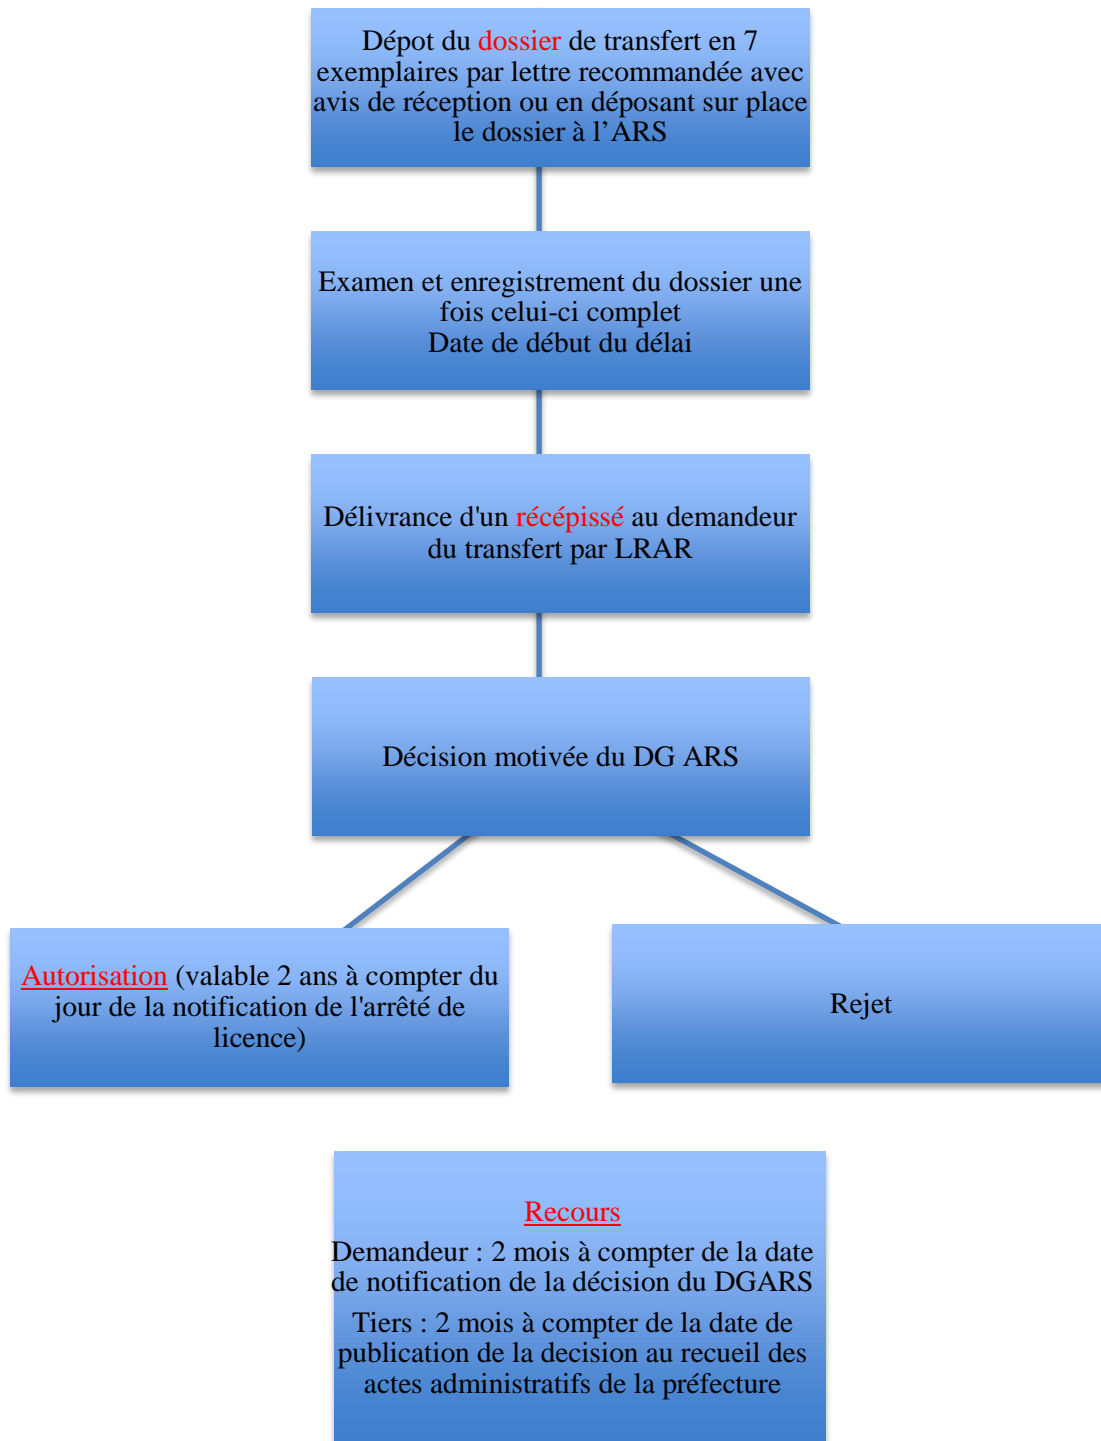 Dépot du dossier de transfert en 7
exemplaires par lettre recommandée avec
avis de réception ou en déposant sur place
le dossier à l’ARS
Examen et enregistrement du dossier une
fois celui-ci complet
Date de début du délai
Délivrance d'un récépissé au demandeur
du transfert par LRAR
Décision motivée du DG ARS
Autorisation (valable 2 ans à compter du
jour de la notification de l'arrêté de
licence)
Rejet
Recours
Demandeur : 2 mois à compter de la date
de notification de la décision du DGARS
Tiers : 2 mois à compter de la date de
publication de la decision au recueil des
actes administratifs de la préfecture